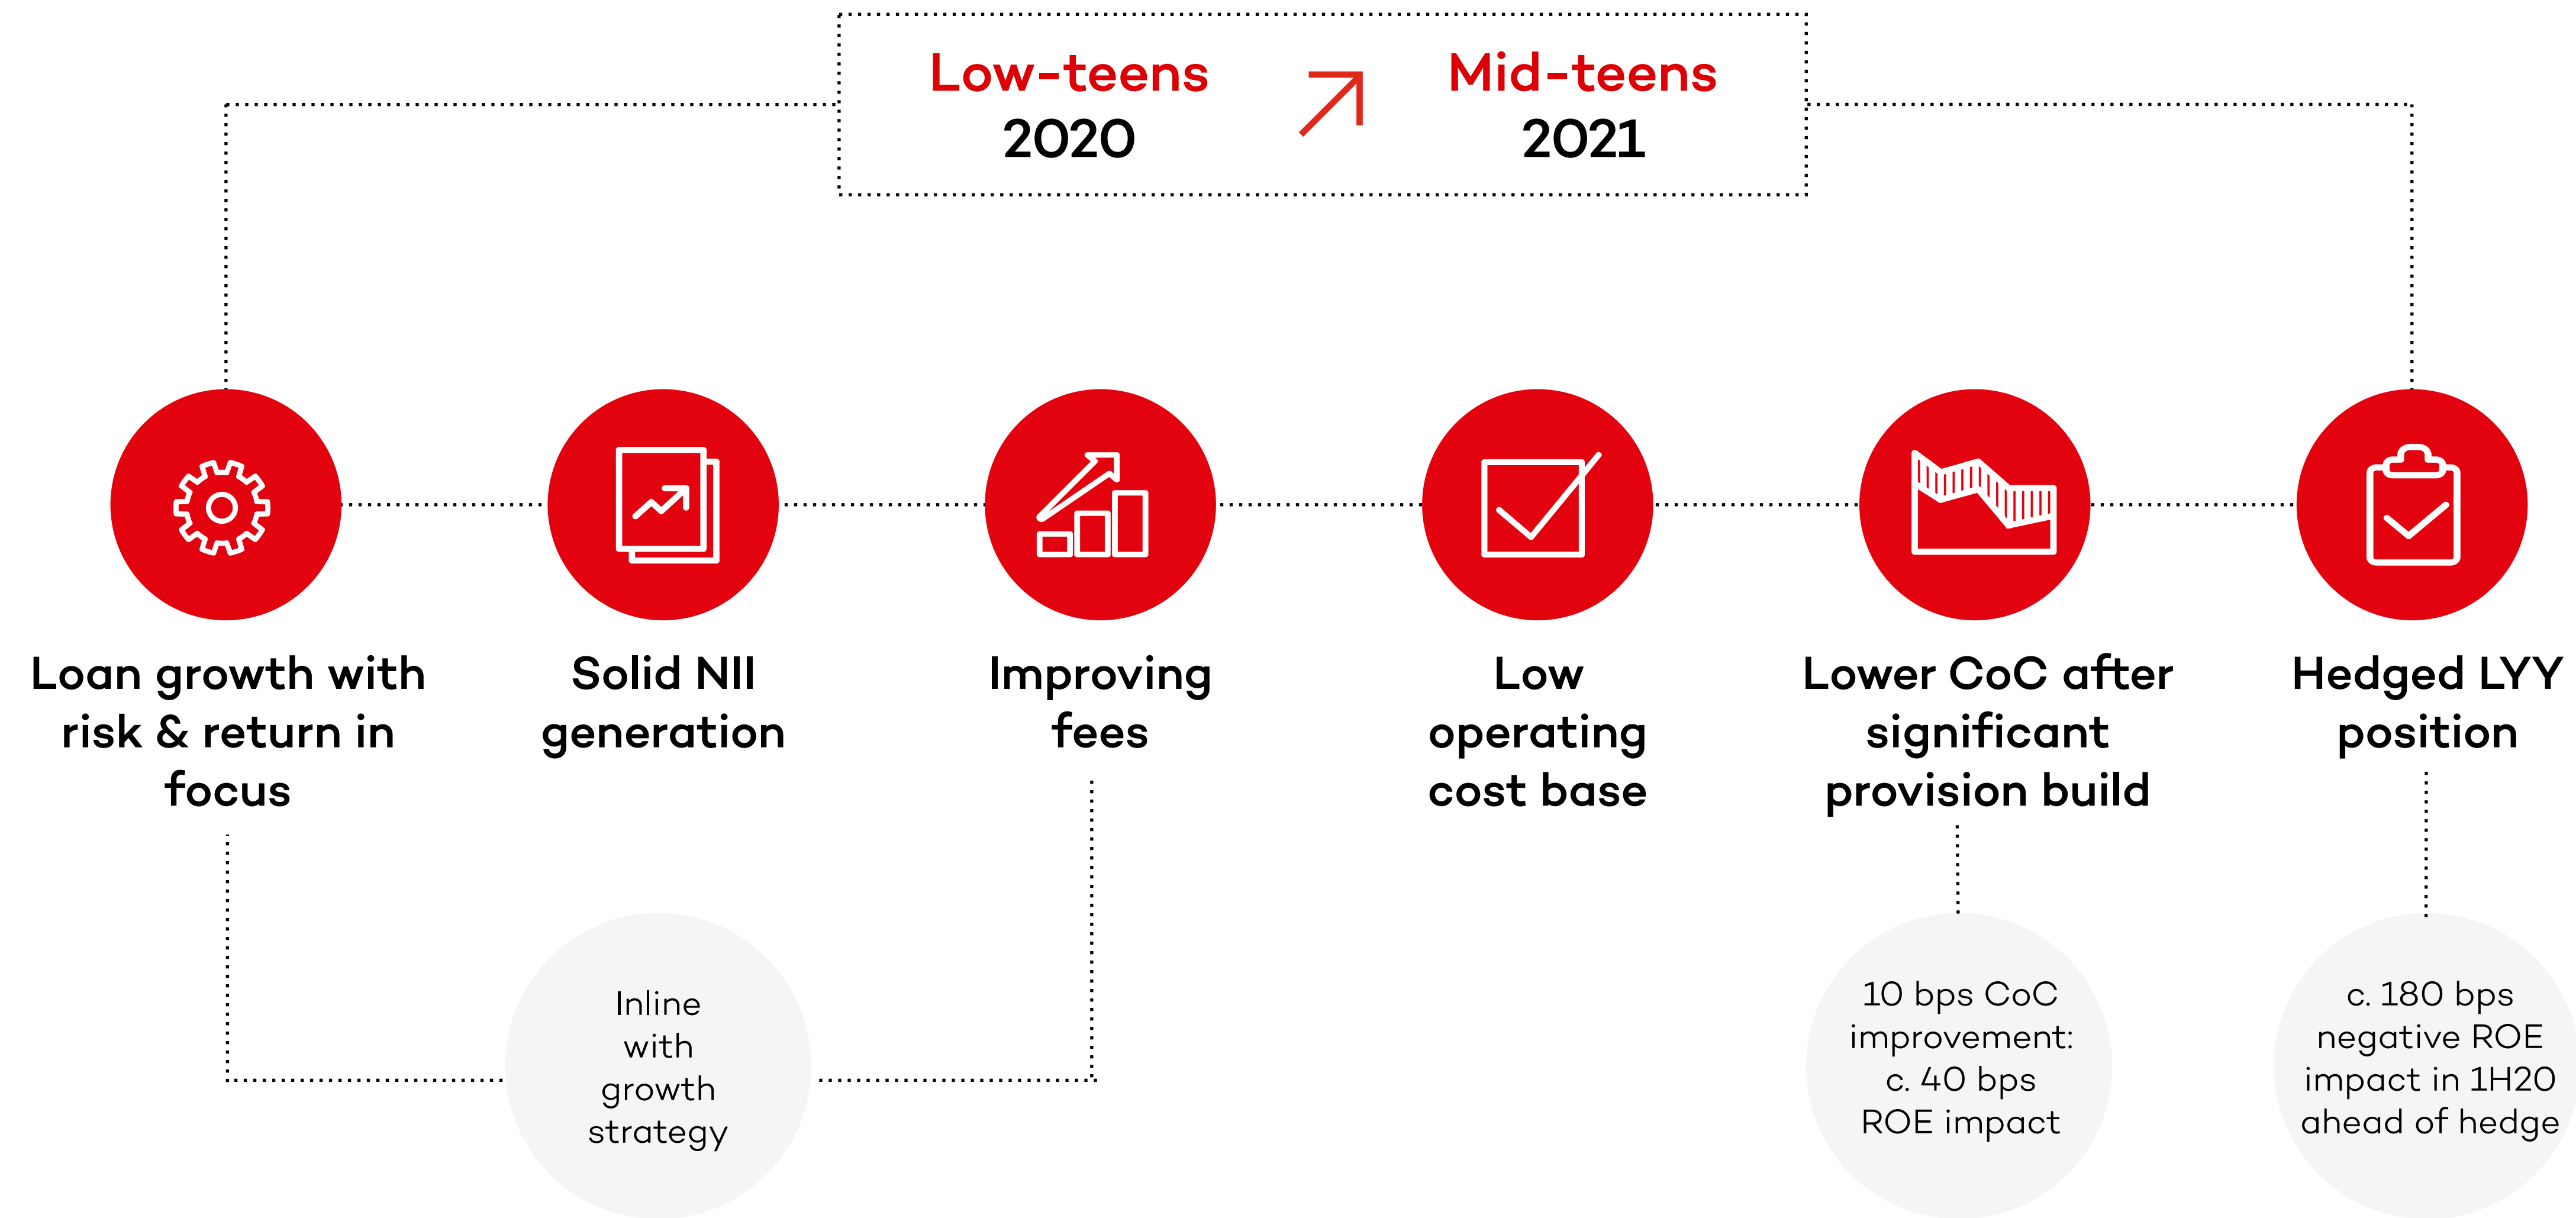 Low-teens
2020
Mid-teens
2021
Loan growth with
risk & return in
focus
Solid NII
generation
Improving
fees
Low
operating
cost base
Lower CoC after
significant
provision build
Hedged LYY
position
Inline
with
growth
strategy
10 bps CoC
improvement:
c. 40 bps
ROE impact
c. 180 bps
negative ROE
impact in 1H20
ahead of hedge